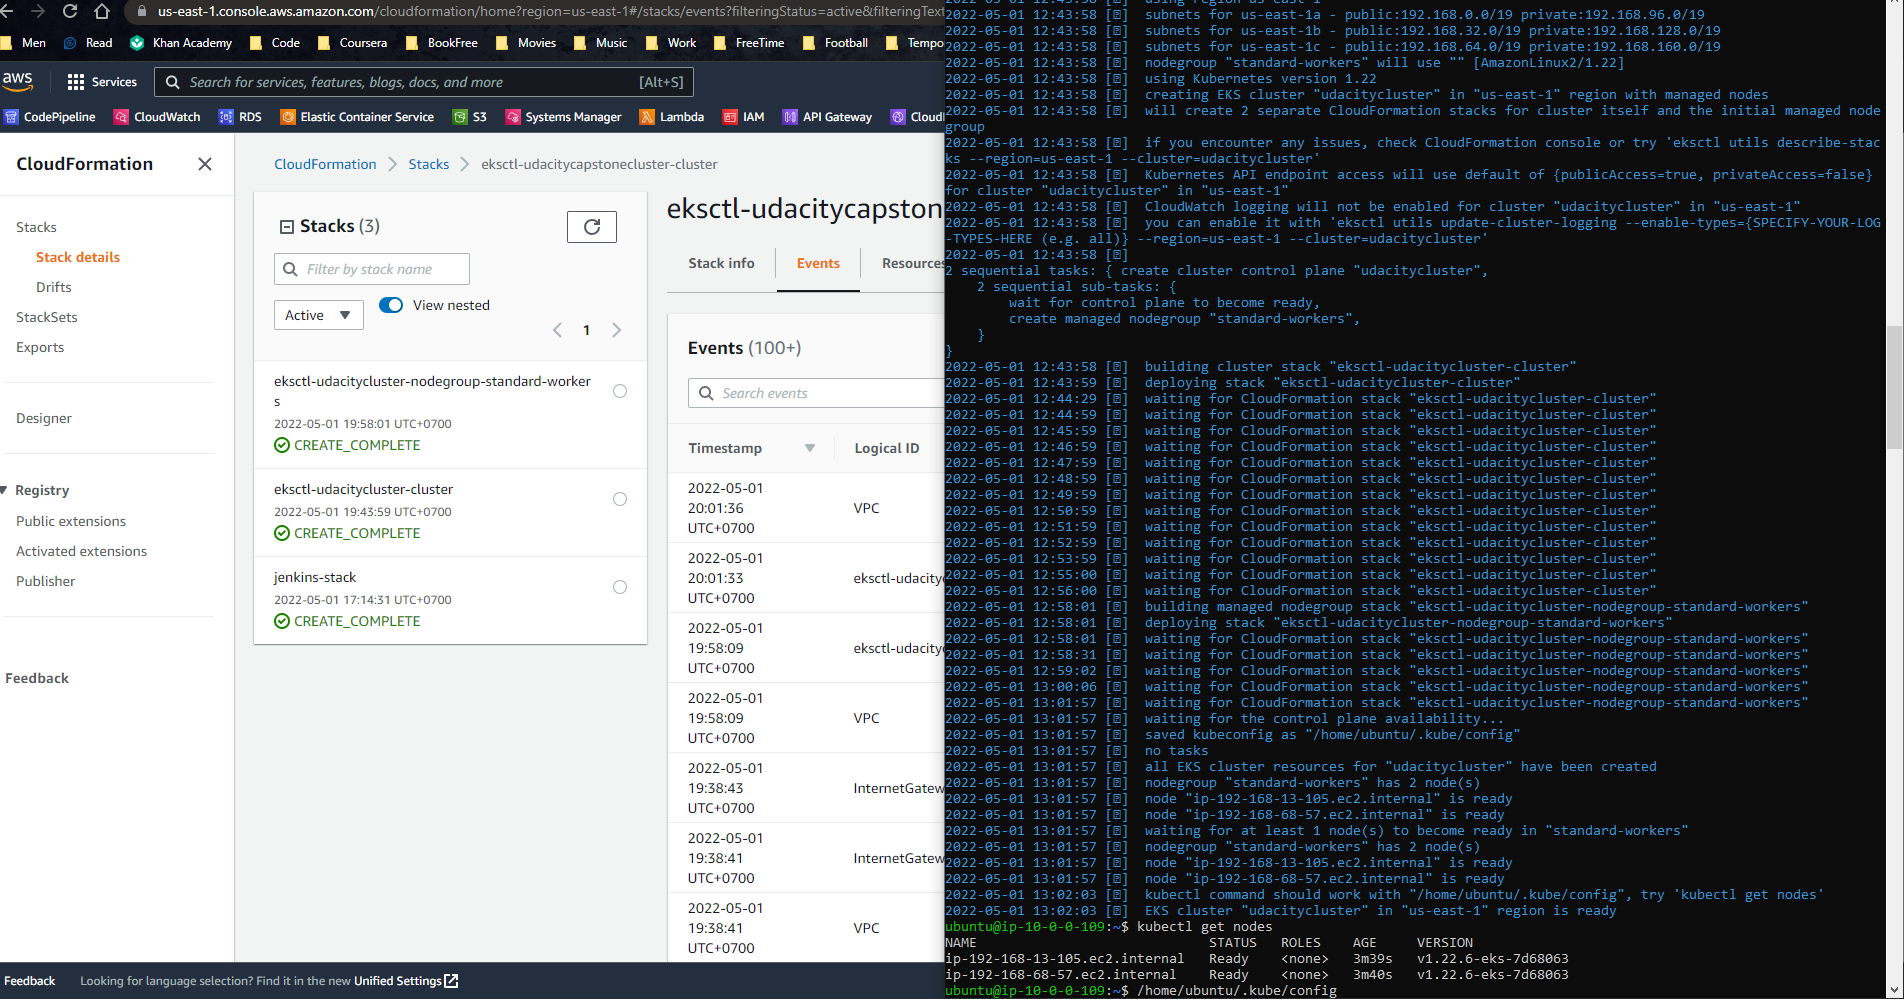 us-east-1.console.aws.amazon.com/cloudformation/home?region=us-east-1#/stacks/events?filteringStatus=active&filteringText
Men Read Khan Academy Code Coursera BookFree Movies Music Work FreeTime Football Tempo
aws Services Search for services, features, blogs, docs, and more [Alt+S]
CodePipeline CloudWatch RDS Elastic Container Service S3 Systems Manager Lambda IAM API Gateway CloudF
CloudFormation
Stacks
Stack details
Drifts
StackSets
Exports
Designer
Registry
Public extensions
Activated extensions
Publisher
Feedback
CloudFormation Stacks eksctl-udacitycapstonecluster-cluster
Stacks (3)
Filter by stack name
Active View nested
1
eksctl-udacitycluster-nodegroup-standard-worker
s
2022-05-01 19:58:01 UTC+0700
CREATE_COMPLETE
eksctl-udacitycluster-cluster
2022-05-01 19:43:59 UTC+0700
CREATE_COMPLETE
jenkins-stack
2022-05-01 17:14:31 UTC+0700
CREATE_COMPLETE
eksctl-udacitycapston
Stack info Events Resources
Events (100+)
Search events
Timestamp Logical ID
2022-05-01
20:01:36 VPC
UTC+0700
2022-05-01
20:01:33 eksctl-udacityc
UTC+0700
2022-05-01
19:58:09 eksctl-udacityc
UTC+0700
2022-05-01
19:58:09 VPC
UTC+0700
2022-05-01
19:38:43 InternetGatew
UTC+0700
2022-05-01
19:38:41 InternetGatew
UTC+0700
2022-05-01
19:38:41 VPC
UTC+0700
Feedback Looking for language selection? Find it in the new Unified Settings
2022-05-01 12:43:58 [ ] subnets for us-east-1a - public:192.168.0.0/19 private:192.168.96.0/19
2022-05-01 12:43:58 [ ] subnets for us-east-1b - public:192.168.32.0/19 private:192.168.128.0/19
2022-05-01 12:43:58 [ ] subnets for us-east-1c - public:192.168.64.0/19 private:192.168.160.0/19
2022-05-01 12:43:58 [ ] nodegroup "standard-workers" will use "" [AmazonLinux2/1.22]
2022-05-01 12:43:58 [ ] using Kubernetes version 1.22
2022-05-01 12:43:58 [ ] creating EKS cluster "udacitycluster" in "us-east-1" region with managed nodes
2022-05-01 12:43:58 [ ] will create 2 separate CloudFormation stacks for cluster itself and the initial managed node
group
2022-05-01 12:43:58 [ ] if you encounter any issues, check CloudFormation console or try 'eksctl utils describe-stac
ks --region=us-east-1 --cluster=udacitycluster'
2022-05-01 12:43:58 [ ] Kubernetes API endpoint access will use default of {publicAccess=true, privateAccess=false}
for cluster "udacitycluster" in "us-east-1"
2022-05-01 12:43:58 [ ] CloudWatch logging will not be enabled for cluster "udacitycluster" in "us-east-1"
2022-05-01 12:43:58 [ ] you can enable it with 'eksctl utils update-cluster-logging --enable-types={SPECIFY-YOUR-LOG
-TYPES-HERE (e.g. all)} --region=us-east-1 --cluster=udacitycluster'
2022-05-01 12:43:58 [ ]
2 sequential tasks: { create cluster control plane "udacitycluster",
2 sequential sub-tasks: {
wait for control plane to become ready,
create managed nodegroup "standard-workers",
}
}
2022-05-01 12:43:58 [ ] building cluster stack "eksctl-udacitycluster-cluster"
2022-05-01 12:43:59 [ ] deploying stack "eksctl-udacitycluster-cluster"
2022-05-01 12:44:29 [ ] waiting for CloudFormation stack "eksctl-udacitycluster-cluster"
2022-05-01 12:44:59 [ ] waiting for CloudFormation stack "eksctl-udacitycluster-cluster"
2022-05-01 12:45:59 [ ] waiting for CloudFormation stack "eksctl-udacitycluster-cluster"
2022-05-01 12:46:59 [ ] waiting for CloudFormation stack "eksctl-udacitycluster-cluster"
2022-05-01 12:47:59 [ ] waiting for CloudFormation stack "eksctl-udacitycluster-cluster"
2022-05-01 12:48:59 [ ] waiting for CloudFormation stack "eksctl-udacitycluster-cluster"
2022-05-01 12:49:59 [ ] waiting for CloudFormation stack "eksctl-udacitycluster-cluster"
2022-05-01 12:50:59 [ ] waiting for CloudFormation stack "eksctl-udacitycluster-cluster"
2022-05-01 12:51:59 [ ] waiting for CloudFormation stack "eksctl-udacitycluster-cluster"
2022-05-01 12:52:59 [ ] waiting for CloudFormation stack "eksctl-udacitycluster-cluster"
2022-05-01 12:53:59 [ ] waiting for CloudFormation stack "eksctl-udacitycluster-cluster"
2022-05-01 12:55:00 [ ] waiting for CloudFormation stack "eksctl-udacitycluster-cluster"
2022-05-01 12:56:00 [ ] waiting for CloudFormation stack "eksctl-udacitycluster-cluster"
2022-05-01 12:58:01 [ ] building managed nodegroup stack "eksctl-udacitycluster-nodegroup-standard-workers"
2022-05-01 12:58:01 [ ] deploying stack "eksctl-udacitycluster-nodegroup-standard-workers"
2022-05-01 12:58:01 [ ] waiting for CloudFormation stack "eksctl-udacitycluster-nodegroup-standard-workers"
2022-05-01 12:58:31 [ ] waiting for CloudFormation stack "eksctl-udacitycluster-nodegroup-standard-workers"
2022-05-01 12:59:02 [ ] waiting for CloudFormation stack "eksctl-udacitycluster-nodegroup-standard-workers"
2022-05-01 13:00:06 [ ] waiting for CloudFormation stack "eksctl-udacitycluster-nodegroup-standard-workers"
2022-05-01 13:01:57 [ ] waiting for CloudFormation stack "eksctl-udacitycluster-nodegroup-standard-workers"
2022-05-01 13:01:57 [ ] waiting for the control plane availability...
2022-05-01 13:01:57 [ ] saved kubeconfig as "/home/ubuntu/.kube/config"
2022-05-01 13:01:57 [ ] no tasks
2022-05-01 13:01:57 [ ] all EKS cluster resources for "udacitycluster" have been created
2022-05-01 13:01:57 [ ] nodegroup "standard-workers" has 2 node(s)
2022-05-01 13:01:57 [ ] node "ip-192-168-13-105.ec2.internal" is ready
2022-05-01 13:01:57 [ ] node "ip-192-168-68-57.ec2.internal" is ready
2022-05-01 13:01:57 [ ] waiting for at least 1 node(s) to become ready in "standard-workers"
2022-05-01 13:01:57 [ ] nodegroup "standard-workers" has 2 node(s)
2022-05-01 13:01:57 [ ] node "ip-192-168-13-105.ec2.internal" is ready
2022-05-01 13:01:57 [ ] node "ip-192-168-68-57.ec2.internal" is ready
2022-05-01 13:02:03 [ ] kubectl command should work with "/home/ubuntu/.kube/config", try 'kubectl get nodes'
2022-05-01 13:02:03 [ ] EKS cluster "udacitycluster" in "us-east-1" region is ready
ubuntu@ip-10-0-0-109:~$ kubectl get nodes
NAME STATUS ROLES AGE VERSION
ip-192-168-13-105.ec2.internal Ready <none> 3m39s v1.22.6-eks-7d68063
ip-192-168-68-57.ec2.internal Ready <none> 3m40s v1.22.6-eks-7d68063
ubuntu@ip-10-0-0-109:~$ /home/ubuntu/.kube/config